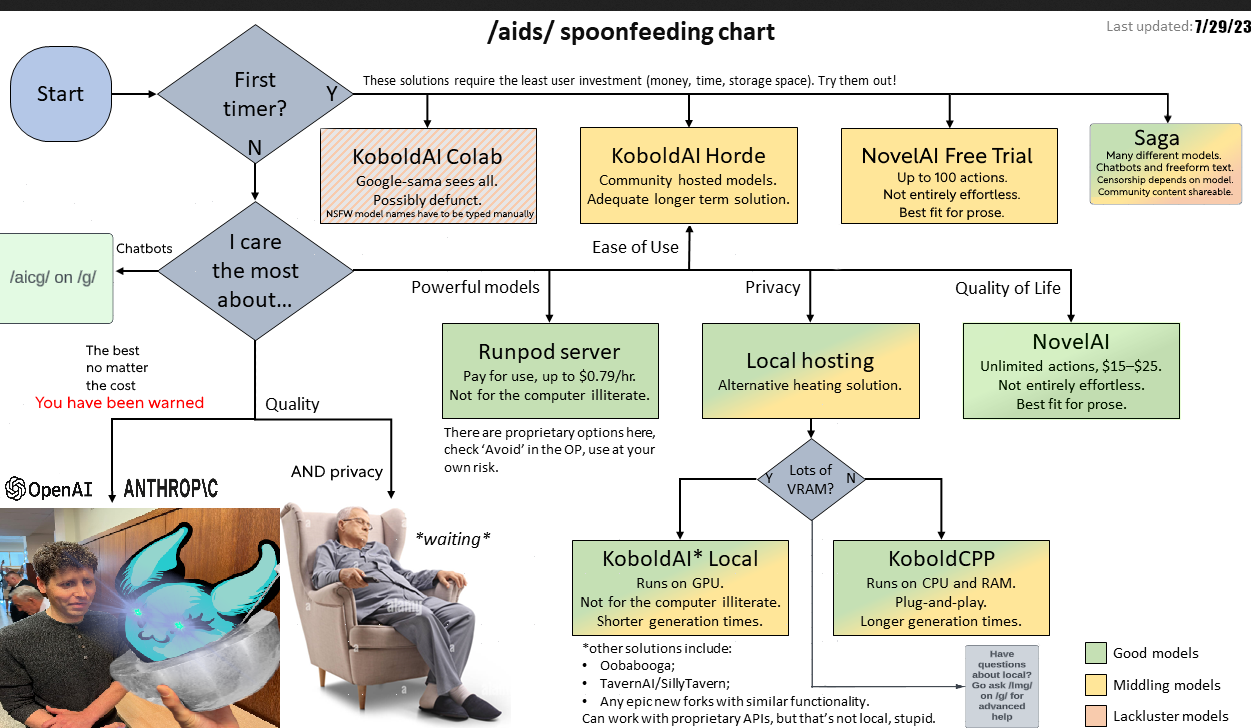 /aids/ spoonfeeding chart
Last updated: 7/29/23
Start
First
timer?
Y
N
These solutions require the least user investment (money, time, storage space). Try them out!
KoboldAI Colab
Google-sama sees all.
Possibly defunct.
NSFW model names have to be typed manually
KoboldAI Horde
Community hosted models.
Adequate longer term solution.
NovelAI Free Trial
Up to 100 actions.
Not entirely effortless.
Best fit for prose.
Saga
Many different models.
Chatbots and freeform text.
Censorship depends on model.
Community content shareable.
I care
the most
about...
Chatbots
/aicg/ on /g/
Ease of Use
Powerful models
Privacy
Quality of Life
Runpod server
Pay for use, up to $0.79/hr.
Not for the computer illiterate.
There are proprietary options here,
check ‘Avoid’ in the OP, use at your
own risk.
Local hosting
Alternative heating solution.
NovelAI
Unlimited actions, $15–$25.
Not entirely effortless.
Best fit for prose.
The best
no matter
the cost
You have been warned
Quality
AND privacy
OpenAI
ANTHROP\C
*waiting*
a
alamy
a
a
Lots of
VRAM?
Y
N
KoboldAI* Local
Runs on GPU.
Not for the computer illiterate.
Shorter generation times.
KoboldCPP
Runs on CPU and RAM.
Plug-and-play.
Longer generation times.
*other solutions include:
• Oobabooga;
• TavernAI/SillyTavern;
• Any epic new forks with similar functionality.
Can work with proprietary APIs, but that’s not local, stupid.
Have
questions
about local?
Go ask /lmg/
on /g/ for
advanced
help
Good models
Middling models
Lackluster models